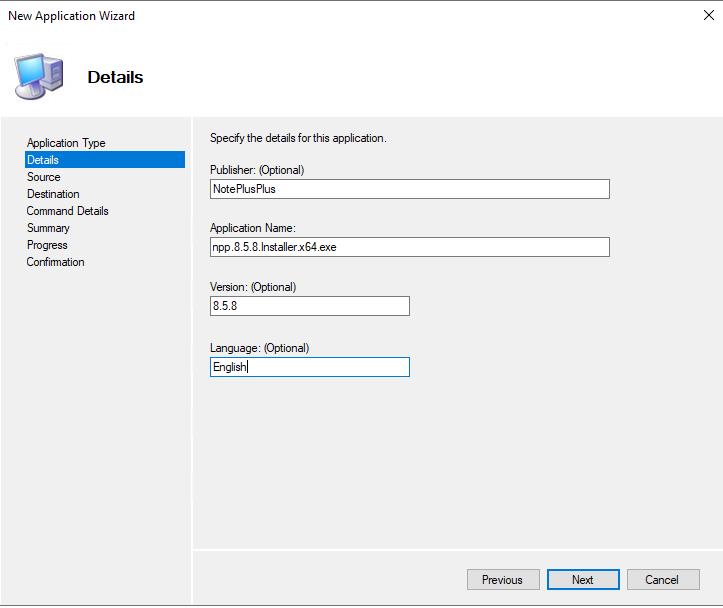 New Application Wizard
Details
Application Type
Details
Source
Destination
Command Details
Summary
Progress
Confirmation
Specify the details for this application.
Publisher: (Optional)
NotePlusPlus
Application Name:
npp.8.5.8.Installer.x64.exe
Version: (Optional)
8.5.8
Language: (Optional)
English
Previous
Next
Cancel